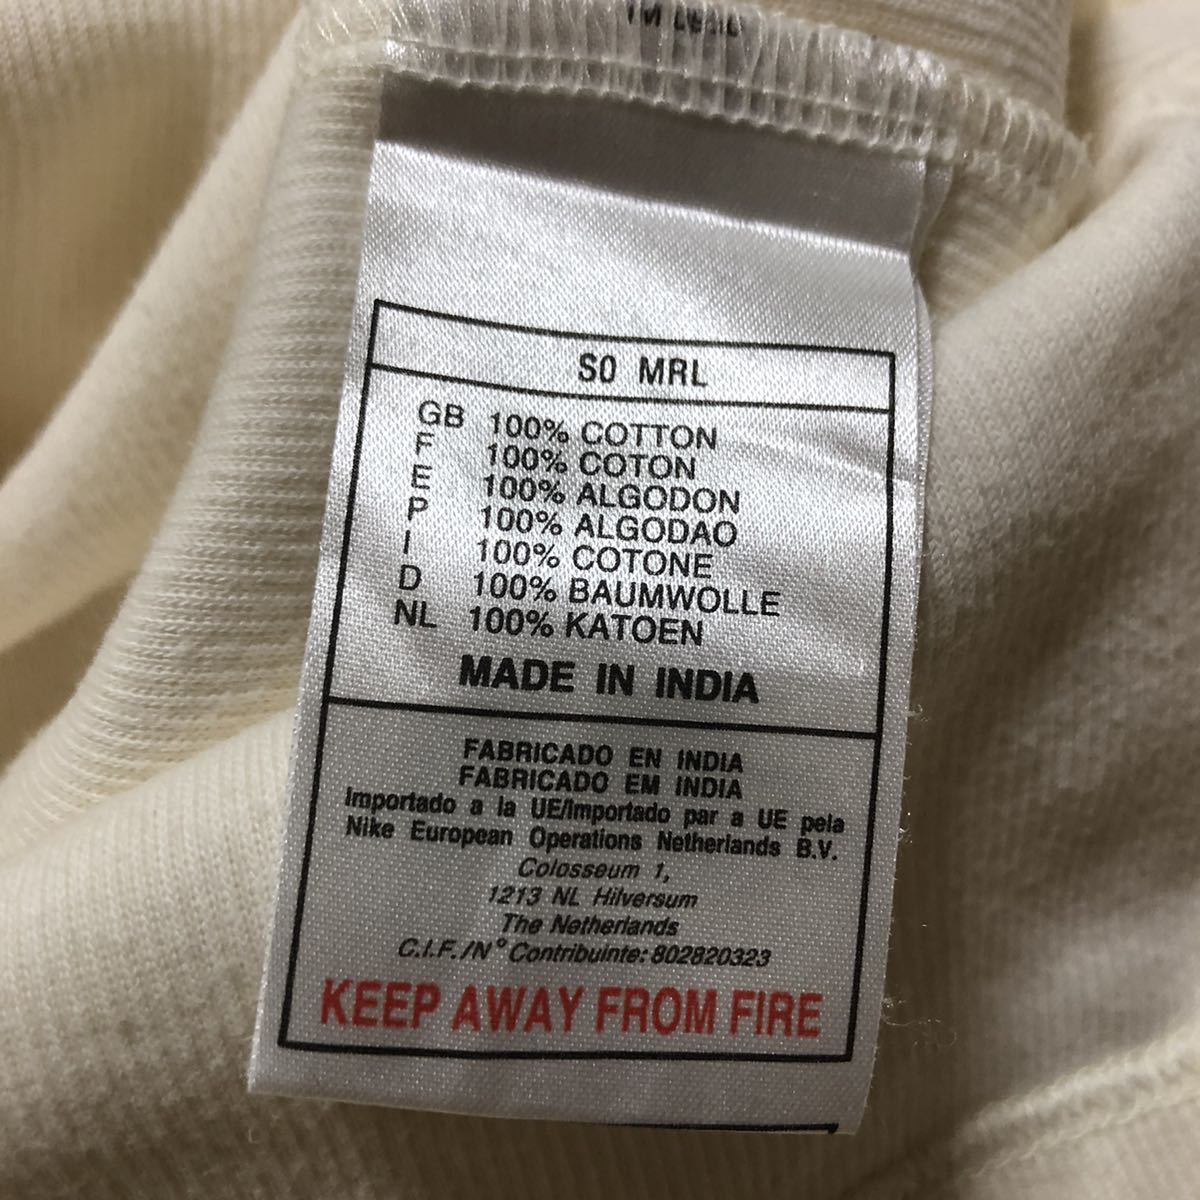 S0 MRL
GB 100% COTTON
F 100% COTON
E 100% ALGODON
P 100% ALGODAO
I 100% COTONE
D 100% BAUMWOLLE
NL 100% KATOEN
MADE IN INDIA
FABRICADO EN INDIA
FABRICADO EM INDIA
Importado a la UE/Importado par a UE pela
Nike European Operations Netherlands B.V.
Colosseum 1,
1213 NL Hilversum
The Netherlands
C.I.F./N° Contribuinte: 802820323
KEEP AWAY FROM FIRE